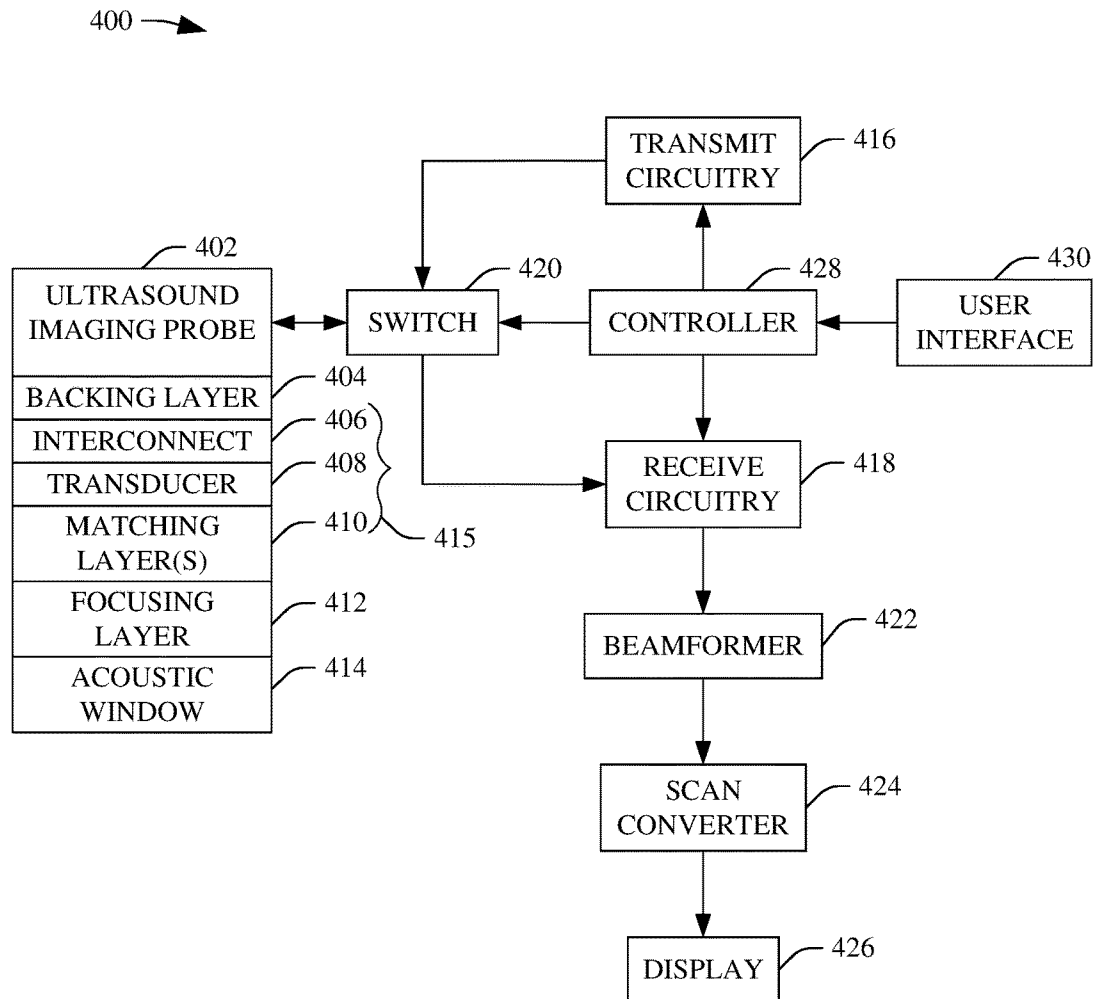 400
TRANSMIT
CIRCUITRY
416
402
ULTRASOUND
IMAGING PROBE
420
SWITCH
428
CONTROLLER
430
USER
INTERFACE
BACKING LAYER
404
INTERCONNECT
406
TRANSDUCER
408
MATCHING
LAYER(S)
410
415
FOCUSING
LAYER
412
ACOUSTIC
WINDOW
414
RECEIVE
CIRCUITRY
418
BEAMFORMER
422
SCAN
CONVERTER
424
DISPLAY
426